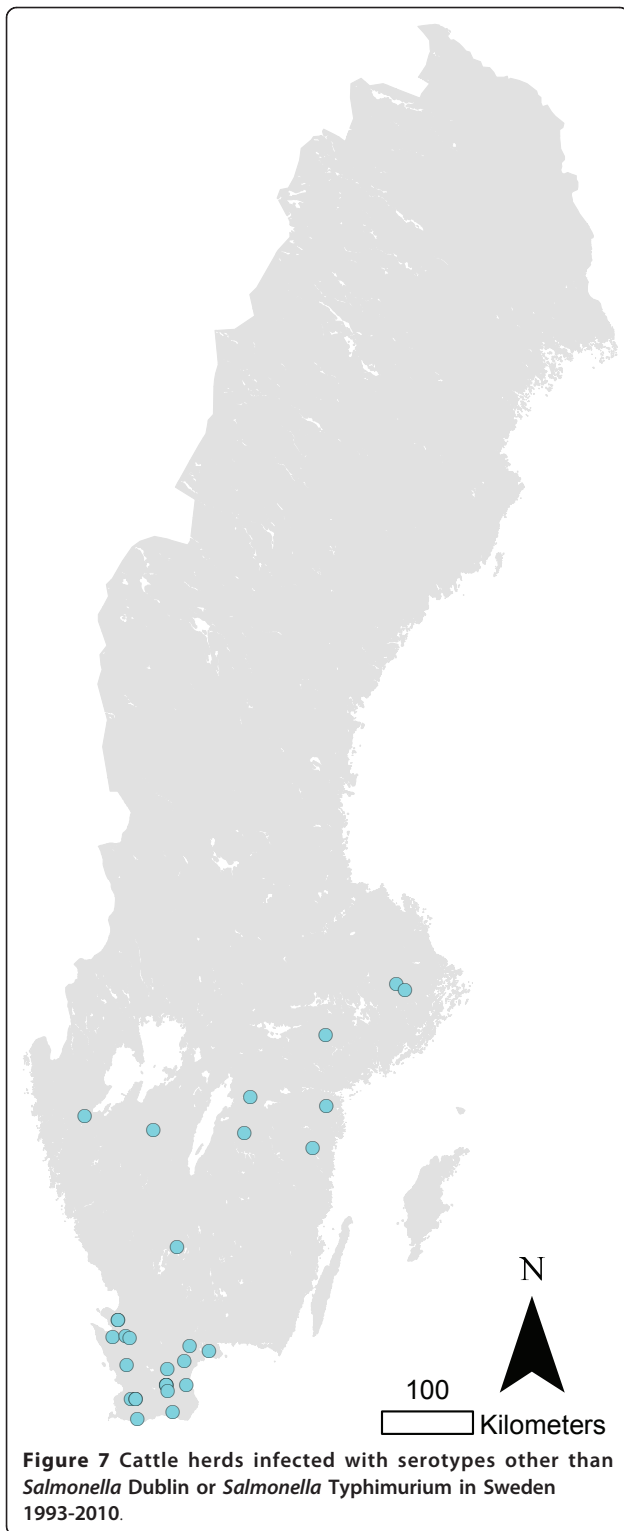 N
100
Kilometers
Figure 7 Cattle herds infected with serotypes other than
Salmonella Dublin or Salmonella Typhimurium in Sweden
1993-2010.